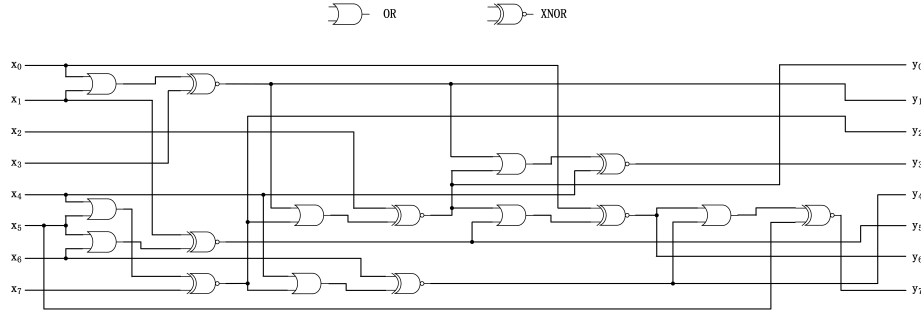 OR XNOR
x₀ y₀
x₁ y₁
x₂ y₂
x₃ y₃
x₄ y₄
x₅ y₅
x₆ y₆
x₇ y₇